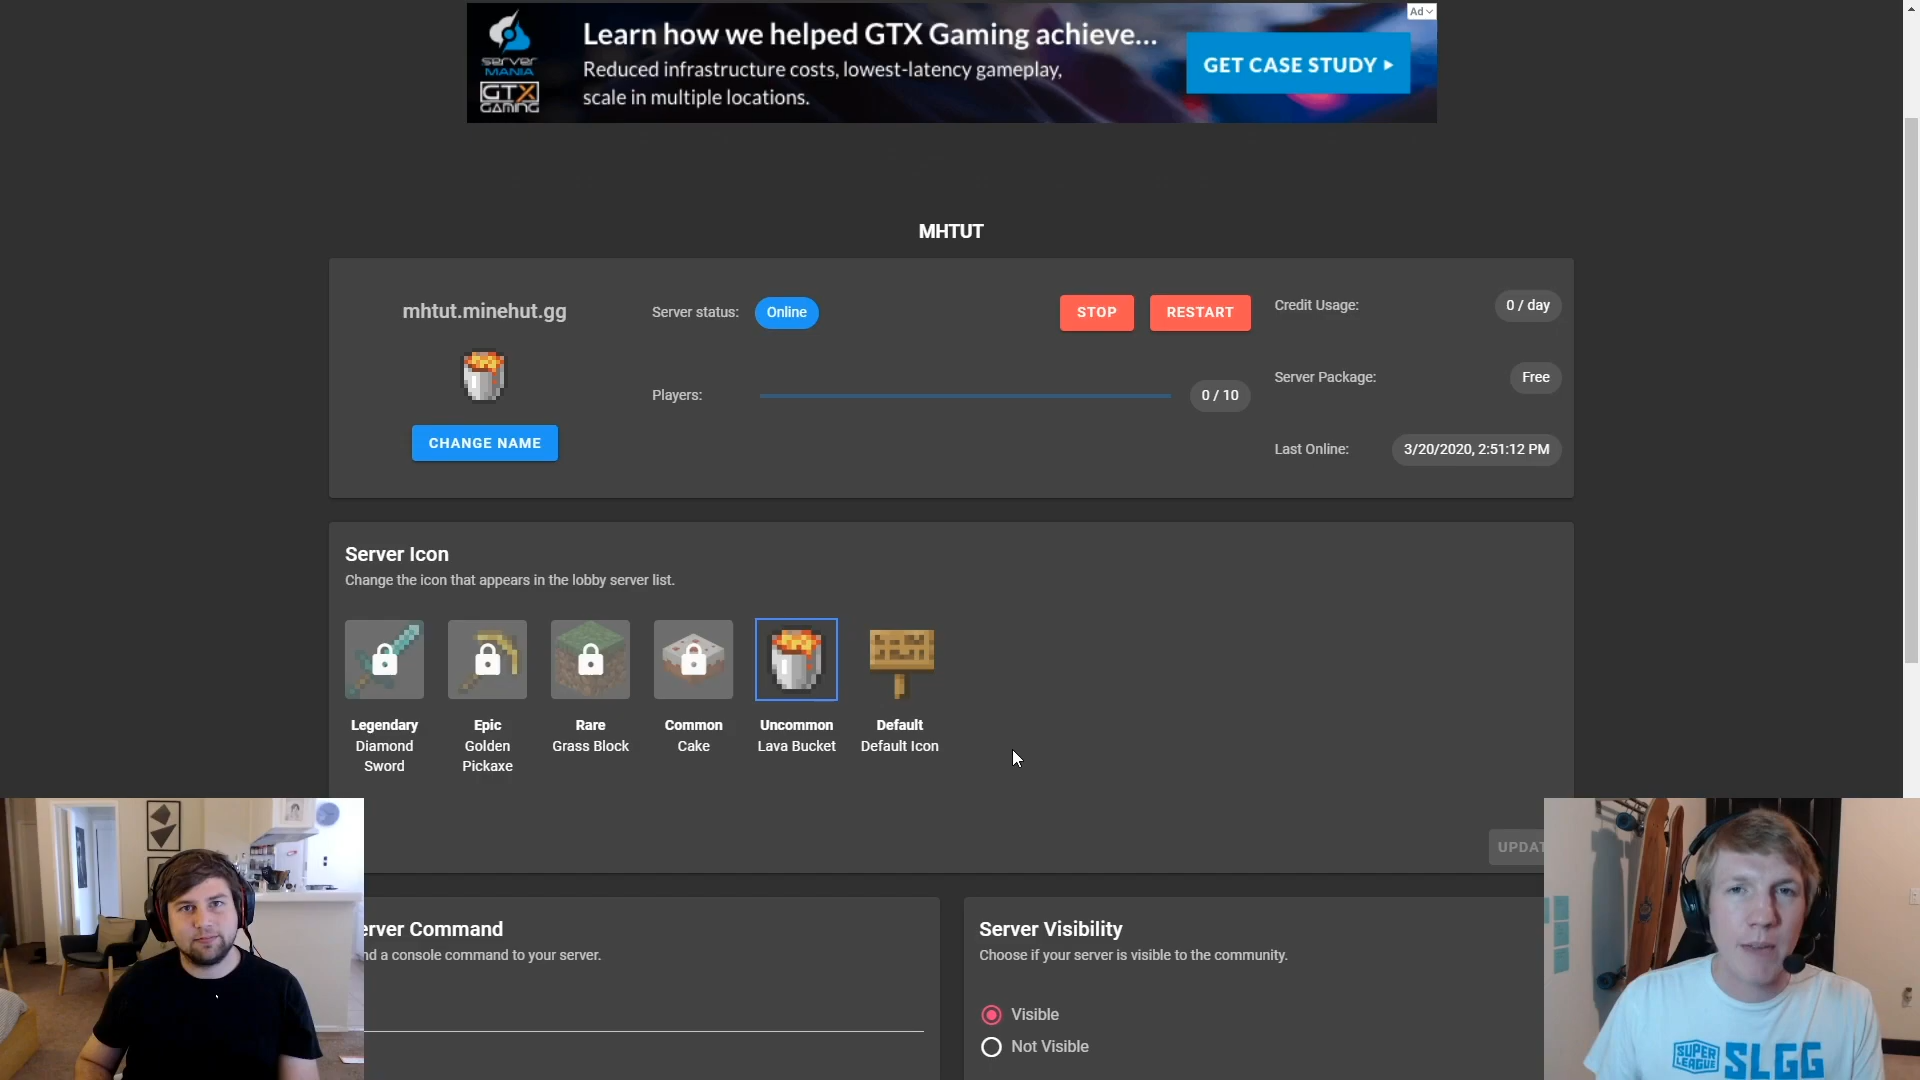 Learn how we helped GTX Gaming achieve...
Ad
SERVER
MANIA
Reduced infrastructure costs, lowest-latency gameplay,
GET CASE STUDY
GTX
GAMING
scale in multiple locations.
MHTUT
mhtut.minehut.gg
Server status:
Online
STOP
RESTART
Credit Usage:
0 / day
Server Package:
Free
Players:
0 / 10
CHANGE NAME
Last Online:
3/20/2020, 2:51:12 PM
Server Icon
Change the icon that appears in the lobby server list.
Legendary
Diamond
Sword
Epic
Golden
Pickaxe
Rare
Grass Block
Common
Cake
Uncommon
Lava Bucket
Default
Default Icon
UPDAT
erver Command
nd a console command to your server.
Server Visibility
Choose if your server is visible to the community.
Visible
Not Visible
SUPER
LEAGUE
SLGG